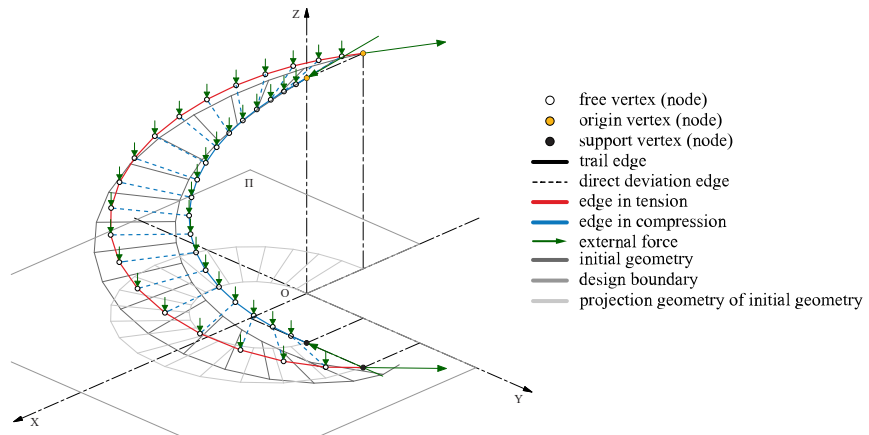 Z
Π
O
X
Y
free vertex (node)
origin vertex (node)
support vertex (node)
trail edge
direct deviation edge
edge in tension
edge in compression
external force
initial geometry
design boundary
projection geometry of initial geometry